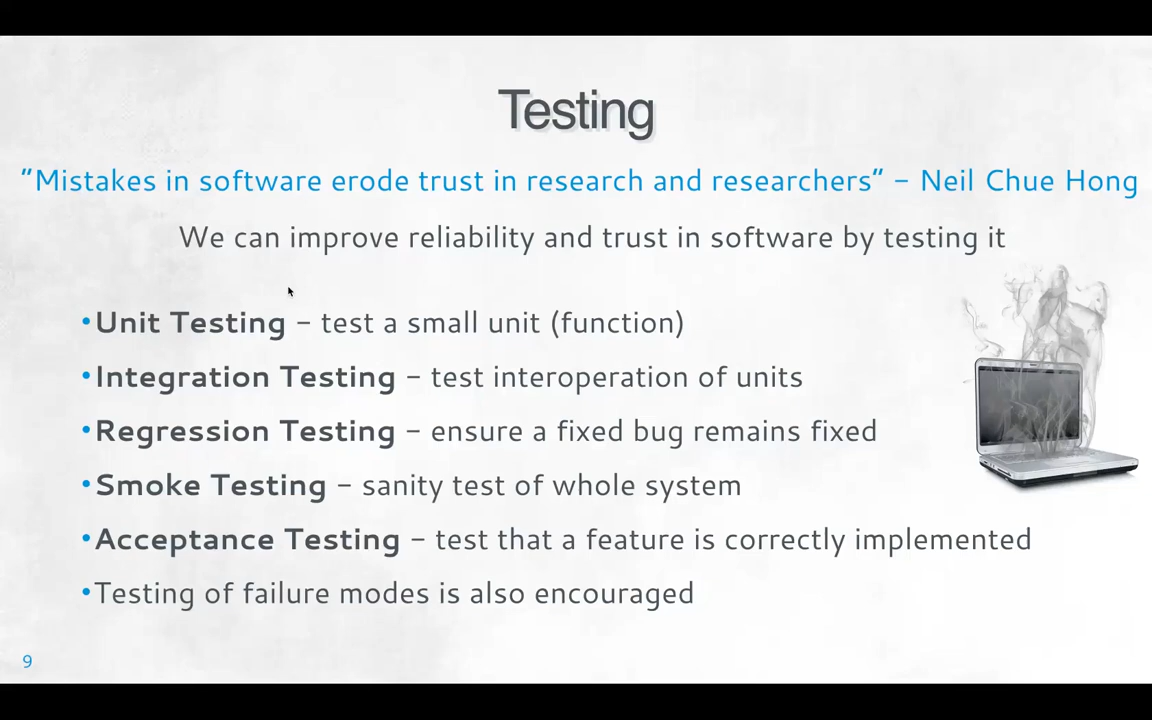 Testing
"Mistakes in software erode trust in research and researchers" – Neil Chue Hong
We can improve reliability and trust in software by testing it
•Unit Testing – test a small unit (function)
•Integration Testing – test interoperation of units
•Regression Testing – ensure a fixed bug remains fixed
•Smoke Testing – sanity test of whole system
•Acceptance Testing – test that a feature is correctly implemented
•Testing of failure modes is also encouraged
9